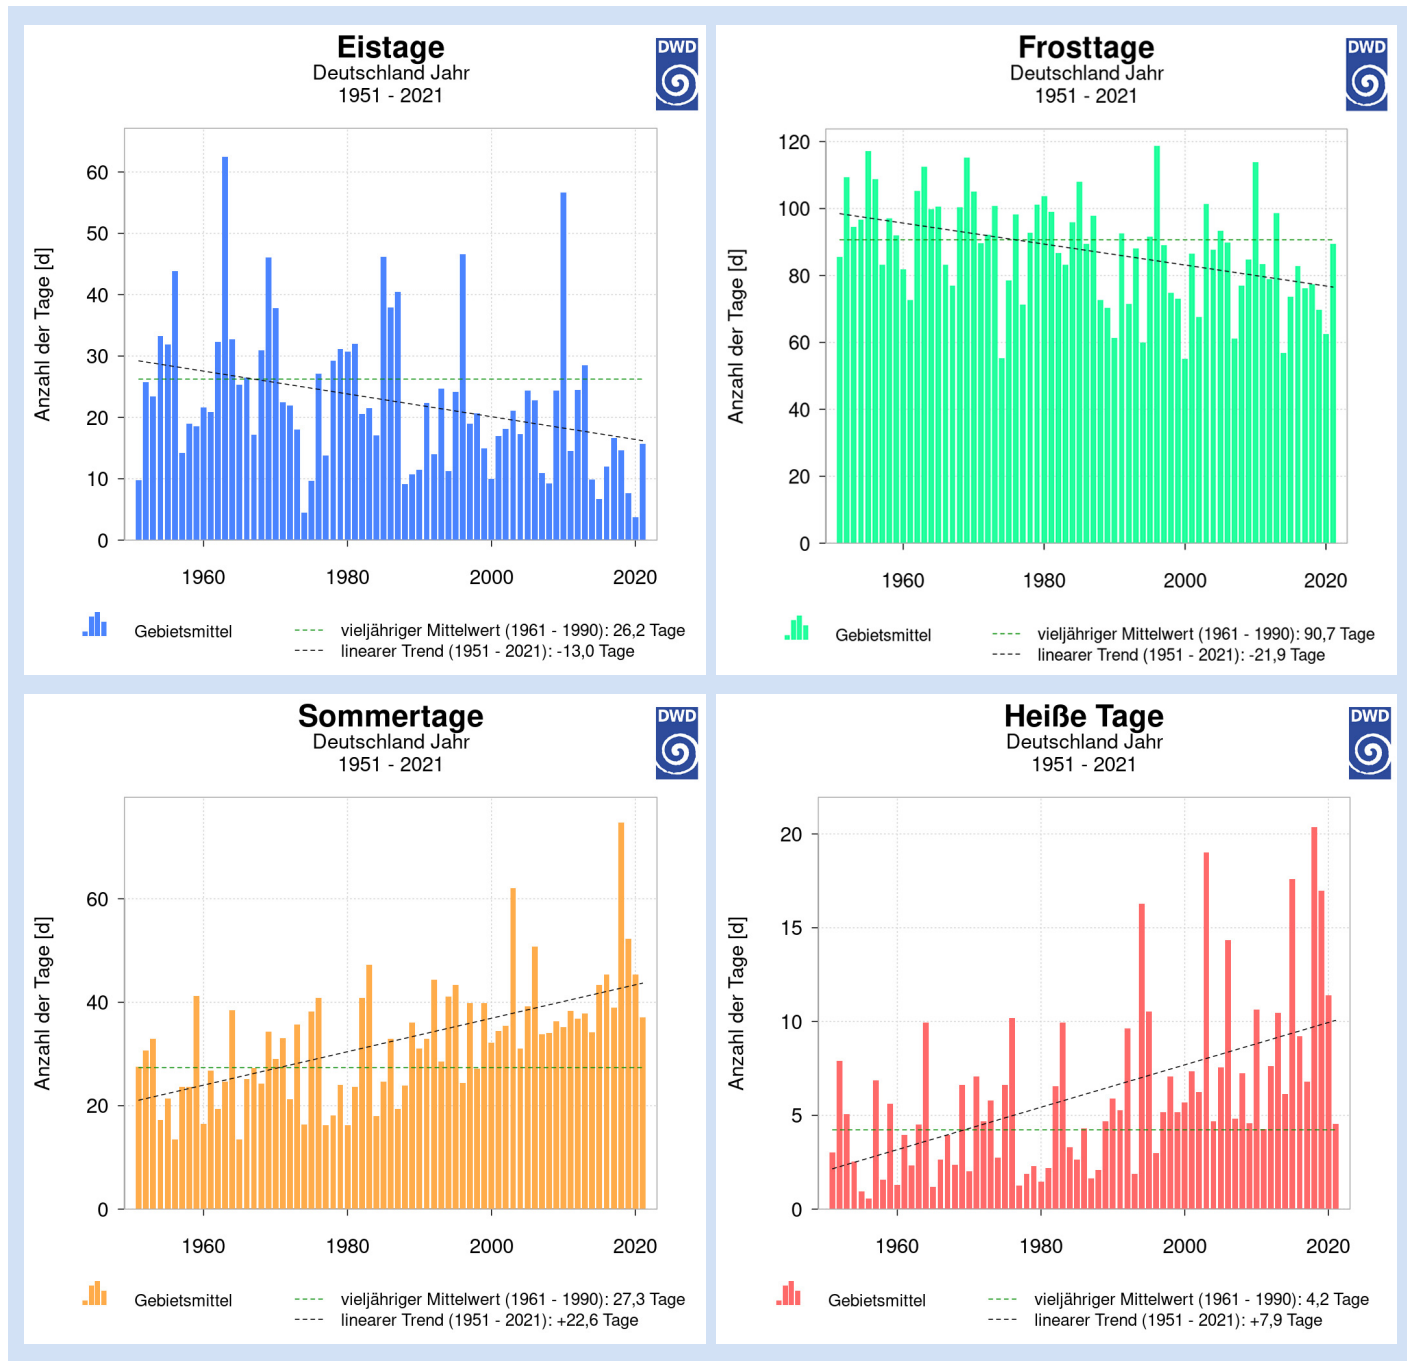 Eistage
Deutschland Jahr
1951 - 2021
DWD
Anzahl der Tage [d]
60
50
40
30
20
10
0
1960 1980 2000 2020
Gebietsmittel
vieljähriger Mittelwert (1961 - 1990): 26,2 Tage
linearer Trend (1951 - 2021): -13,0 Tage
Frosttage
Deutschland Jahr
1951 - 2021
DWD
Anzahl der Tage [d]
120
100
80
60
40
20
0
1960 1980 2000 2020
Gebietsmittel
vieljähriger Mittelwert (1961 - 1990): 90,7 Tage
linearer Trend (1951 - 2021): -21,9 Tage
Sommertage
Deutschland Jahr
1951 - 2021
DWD
Anzahl der Tage [d]
60
40
20
0
1960 1980 2000 2020
Gebietsmittel
vieljähriger Mittelwert (1961 - 1990): 27,3 Tage
linearer Trend (1951 - 2021): +22,6 Tage
Heiße Tage
Deutschland Jahr
1951 - 2021
DWD
Anzahl der Tage [d]
20
15
10
5
0
1960 1980 2000 2020
Gebietsmittel
vieljähriger Mittelwert (1961 - 1990): 4,2 Tage
linearer Trend (1951 - 2021): +7,9 Tage